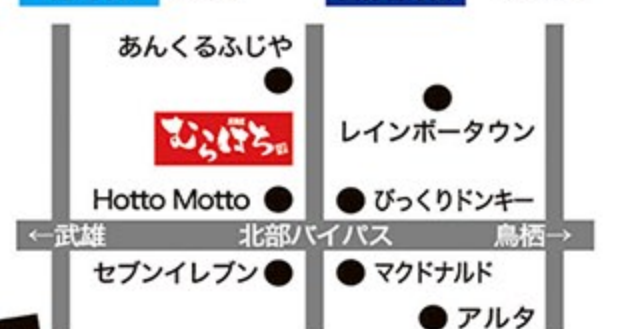 あんくるふじや
むらばち
レインボータウン
Hotto Motto
びっくりドンキー
←武雄
北部バイパス
鳥栖→
セブンイレブン
マクドナルド
アルタ